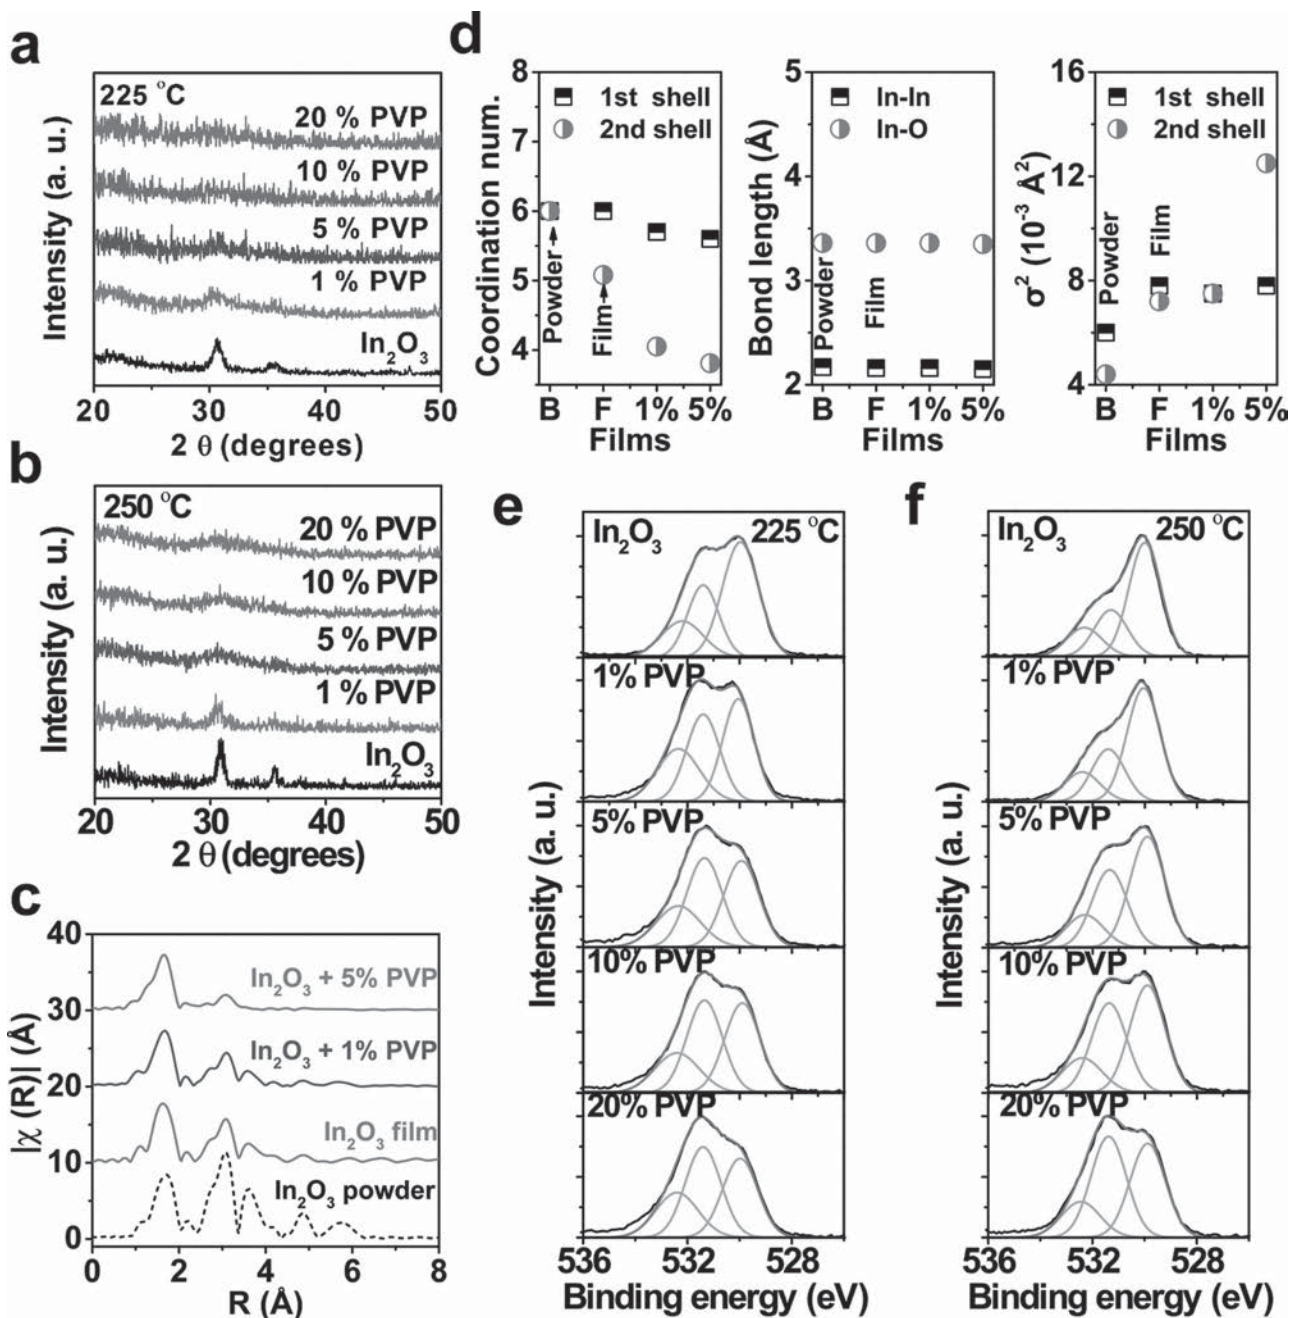 a
225 °C
20 % PVP
10 % PVP
5 % PVP
1 % PVP
In₂O₃
Intensity (a. u.)
20 30 40 50
2 θ (degrees)
b
250 °C
20 % PVP
10 % PVP
5 % PVP
1 % PVP
In₂O₃
Intensity (a. u.)
20 30 40 50
2 θ (degrees)
c
40
30
20
10
0
In₂O₃ + 5% PVP
In₂O₃ + 1% PVP
In₂O₃ film
In₂O₃ powder
|χ (R)| (Å)
0 2 4 6 8
R (Å)
d
8
7
6
5
4
1st shell
2nd shell
Powder
Film
Coordination num.
B F 1% 5%
Films
5
4
3
2
In-In
In-O
Powder
Film
Bond length (Å)
B F 1% 5%
Films
16
12
8
4
1st shell
2nd shell
Powder
Film
σ² (10⁻³ Å²)
B F 1% 5%
Films
e
In₂O₃ 225 °C
1% PVP
5% PVP
10% PVP
20% PVP
Intensity (a. u.)
536 532 528
Binding energy (eV)
f
In₂O₃ 250 °C
1% PVP
5% PVP
10% PVP
20% PVP
Intensity (a. u.)
536 532 528
Binding energy (eV)